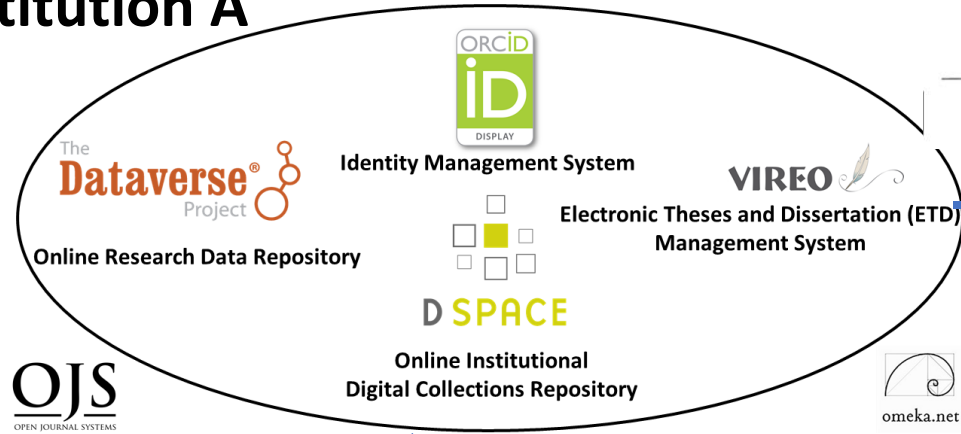 titution A
ORCID
iD
DISPLAY
Identity Management System
The
Dataverse®
Project
Online Research Data Repository
VIREO
Electronic Theses and Dissertation (ETD)
Management System
D SPACE
Online Institutional
Digital Collections Repository
OJS
OPEN JOURNAL SYSTEMS
omeka.net